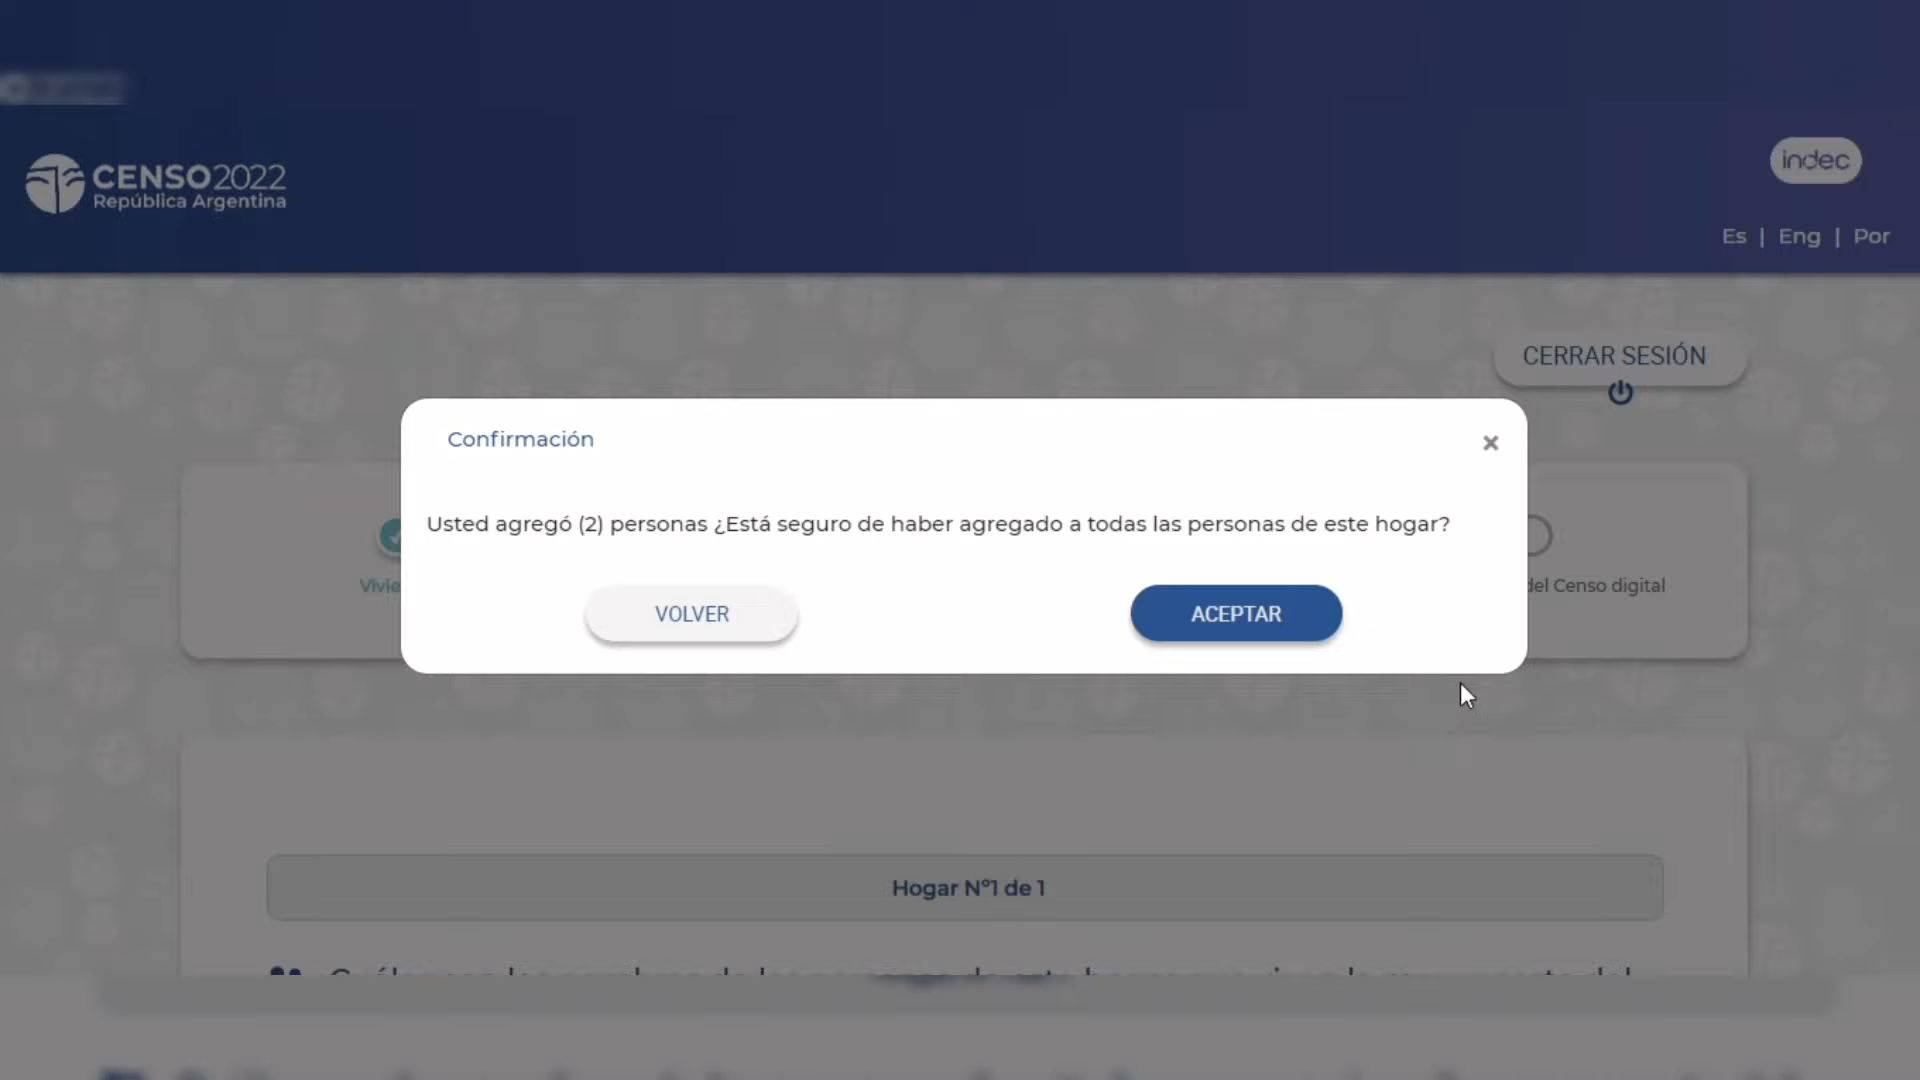 CENSO2022
República Argentina
indec
Es | Eng | Por
CERRAR SESIÓN
Confirmación
×
Usted agregó (2) personas ¿Está seguro de haber agregado a todas las personas de este hogar?
VOLVER
ACEPTAR
del Censo digital
Hogar Nº1 de 1